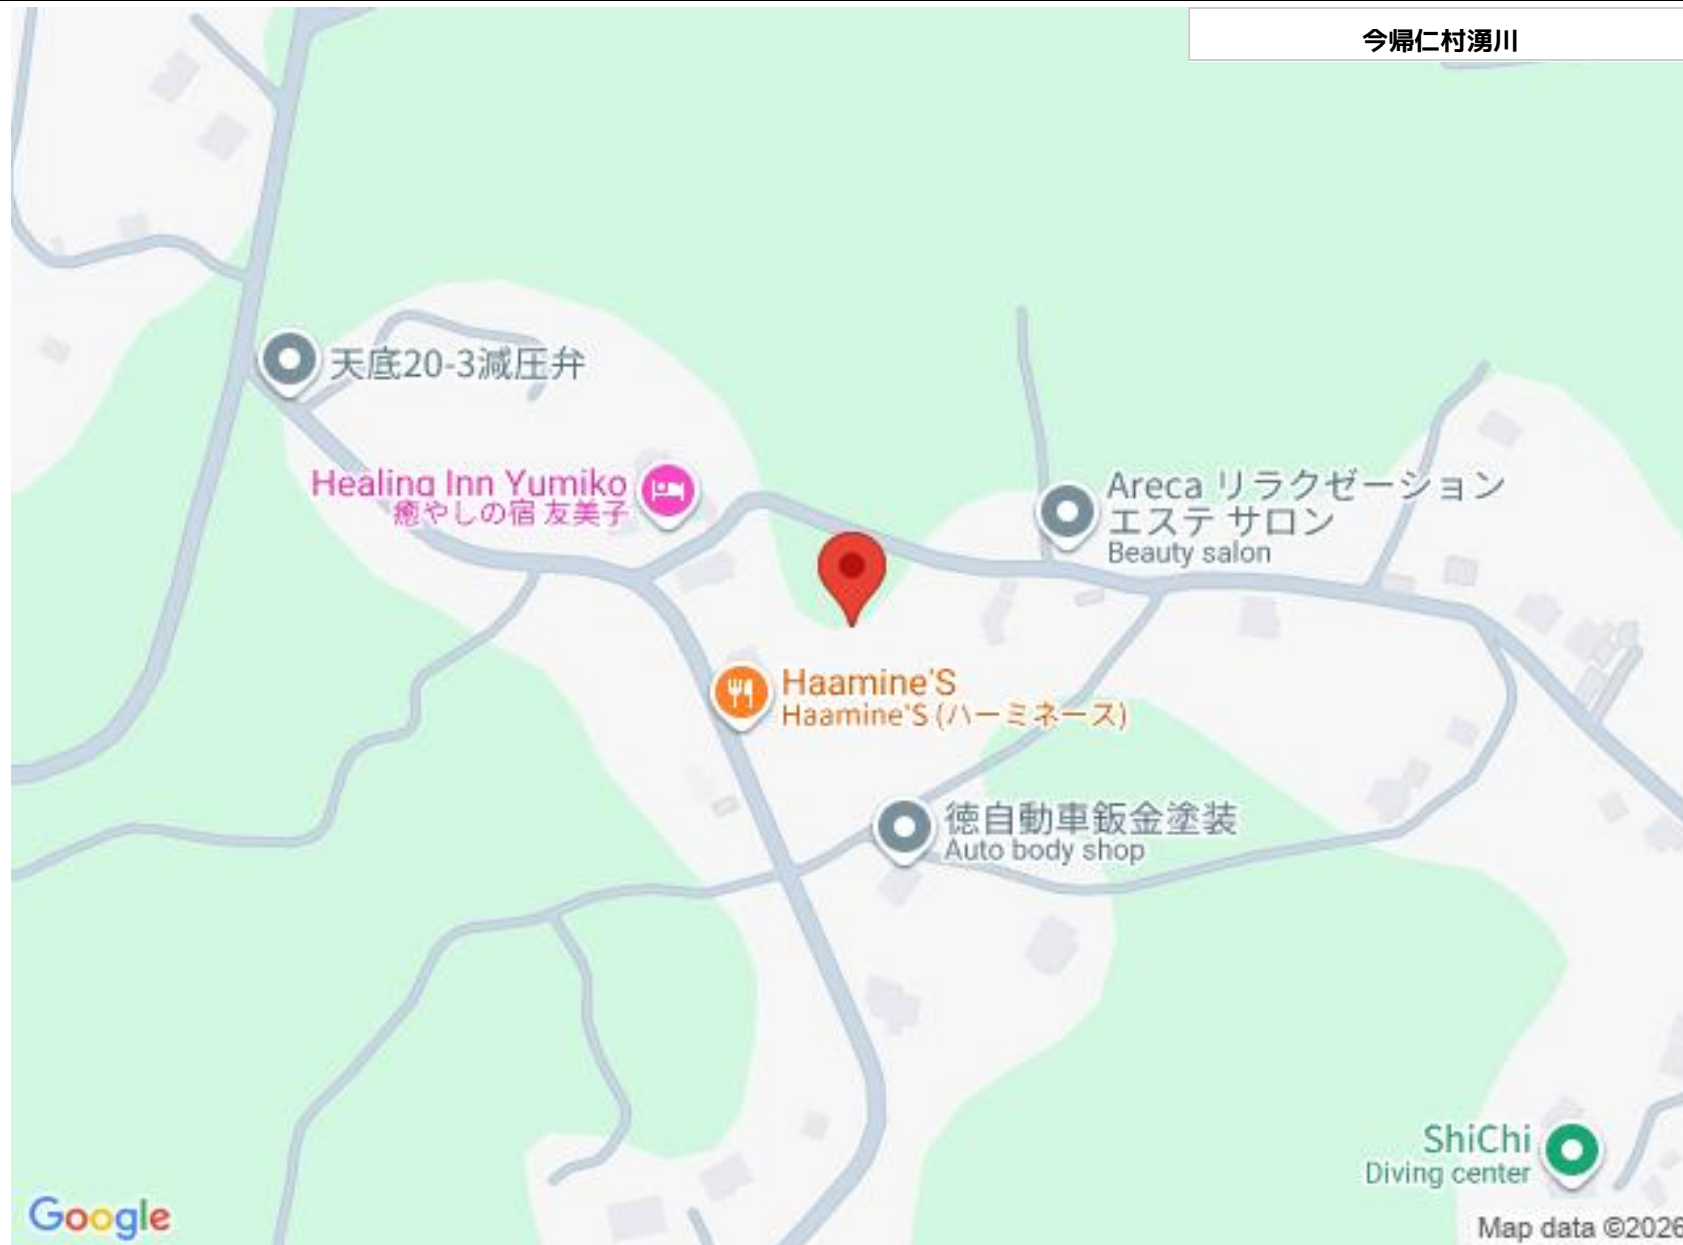 今帰仁村湧川
天底20-3減圧弁
Healing Inn Yumiko
癒やしの宿 友美子
Areca リラクゼーション
エステ サロン
Beauty salon
Haamine'S
Haamine'S (ハーミネース)
徳自動車鈑金塗装
Auto body shop
ShiChi
Diving center
Google
Map data ©2026